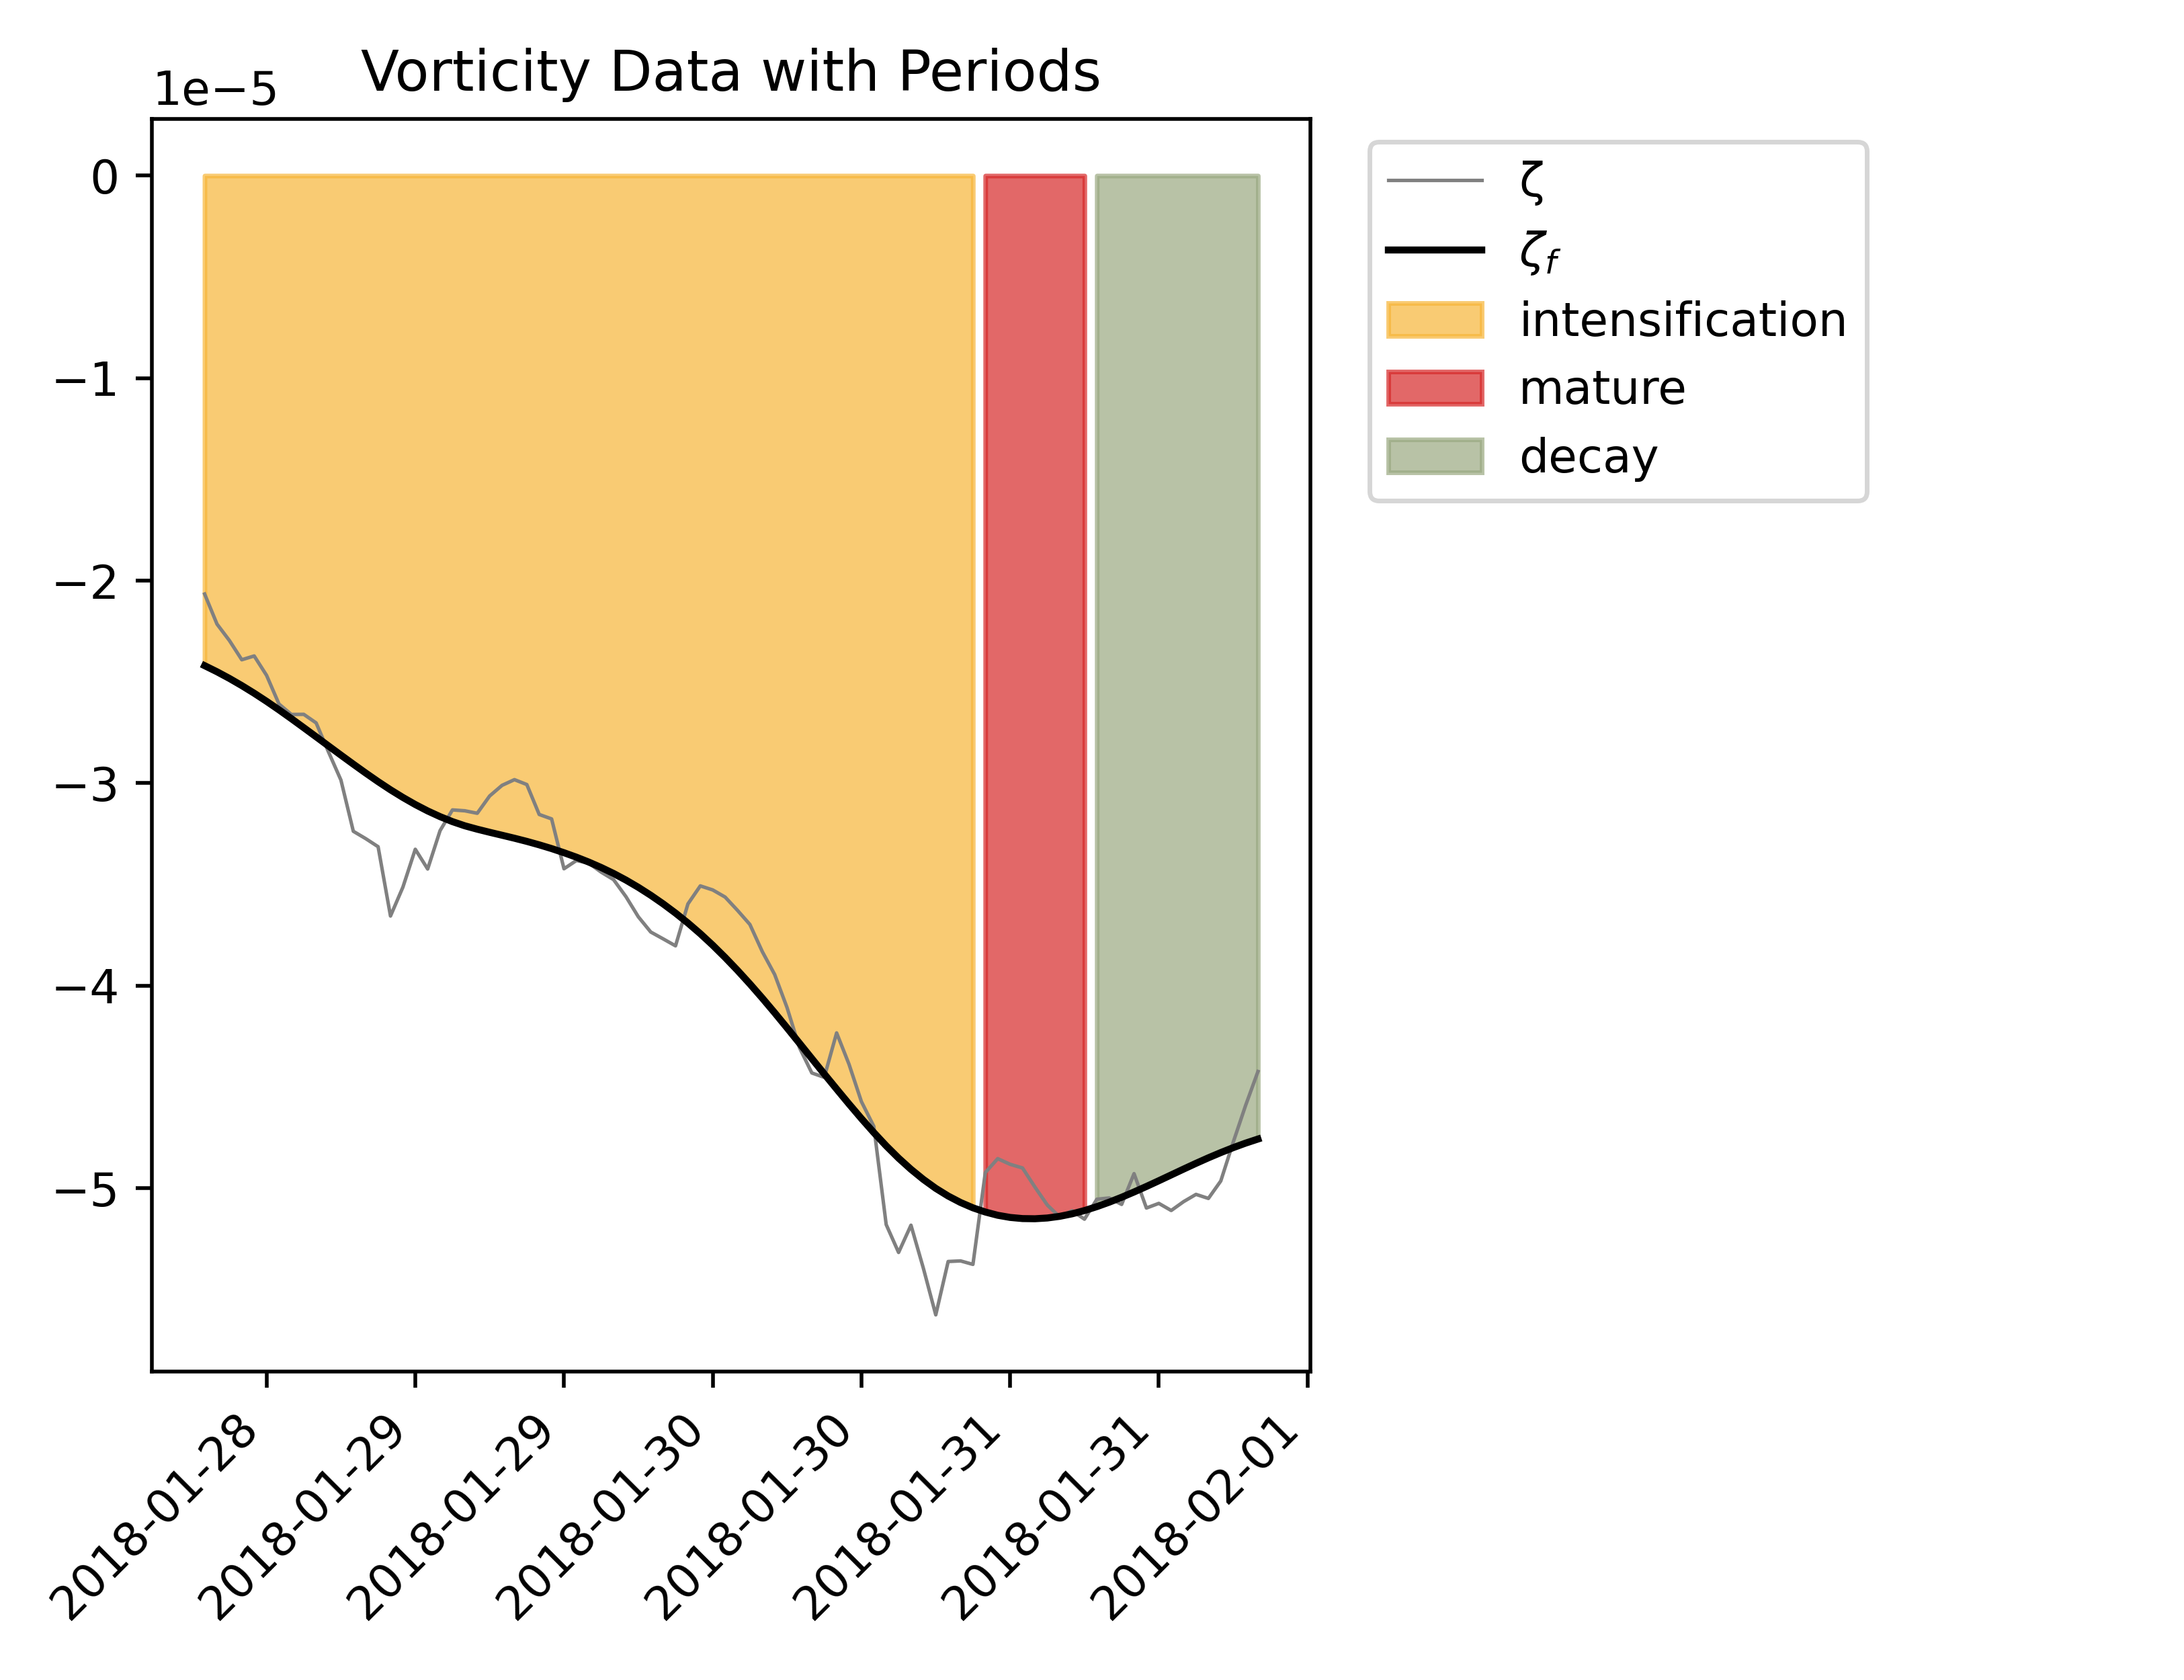 Vorticity Data with Periods
1e−5
0
−1
−2
−3
−4
−5
2018-01-28
2018-01-29
2018-01-29
2018-01-30
2018-01-30
2018-01-31
2018-01-31
2018-02-01
ζ
ζf
intensification
mature
decay